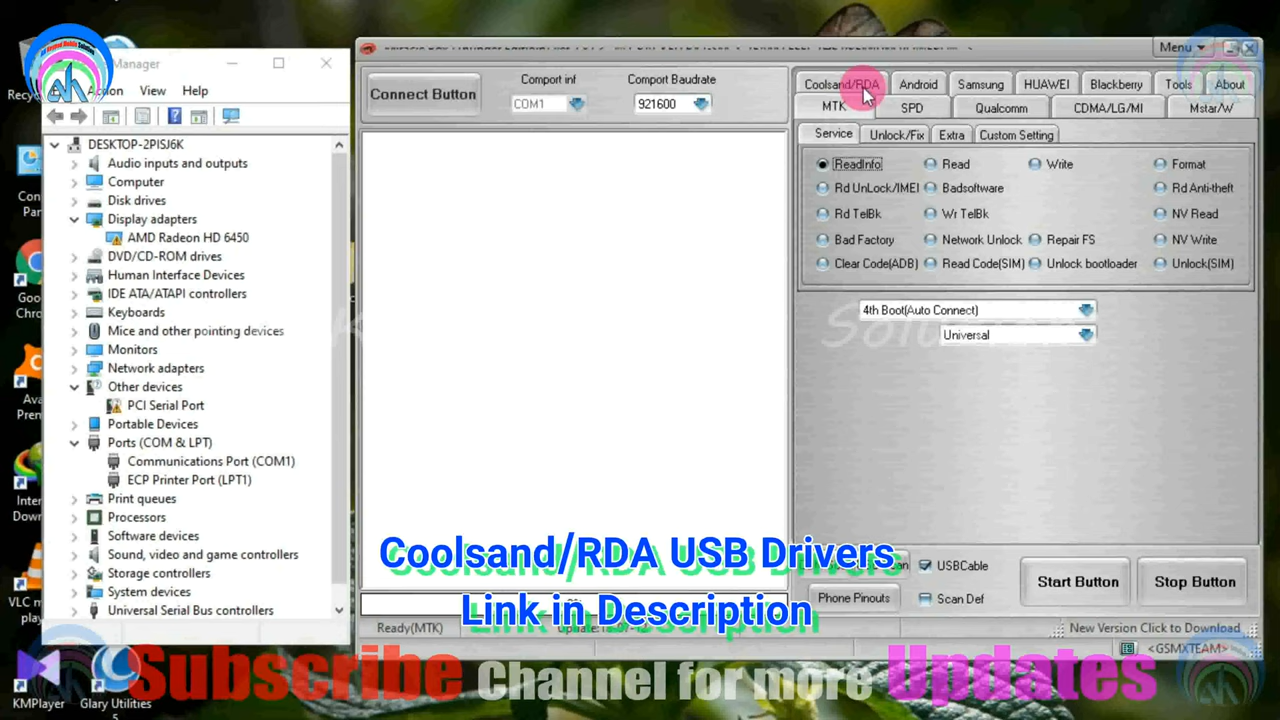 Manager
View
Help
DESKTOP-2PISJ6K
Audio inputs and outputs
Computer
Disk drives
Display adapters
AMD Radeon HD 6450
DVD/CD-ROM drives
Human Interface Devices
IDE ATA/ATAPI controllers
Keyboards
Mice and other pointing devices
Monitors
Network adapters
Other devices
PCI Serial Port
Portable Devices
Ports (COM & LPT)
Communications Port (COM1)
ECP Printer Port (LPT1)
Print queues
Processors
Software devices
Sound, video and game controllers
Storage controllers
System devices
Universal Serial Bus controllers
Connect Button
Comport inf
Comport Baudrate
COM1
921600
Menu
Coolsand/RDA Android Samsung HUAWEI Blackberry Tools About
MTK SPD Qualcomm CDMA/LG/MI Mstar/W
Service Unlock/Fix Extra Custom Setting
ReadInfo Read Write Format
Rd UnLock/IMEI Badsoftware Rd Anti-theft
Rd TelBk Wr TelBk NV Read
Bad Factory Network Unlock Repair FS NV Write
Clear Code(ADB) Read Code(SIM) Unlock bootloader Unlock(SIM)
4th Boot(Auto Connect)
Universal
USBCable
Scan Def
Phone Pinouts
Start Button
Stop Button
Ready(MTK)
New Version Click to Download
<GSMXTEAM>
Coolsand/RDA USB Drivers
Link in Description
Subscribe Channel for more Updates
KMPlayer
Glary Utilities
5